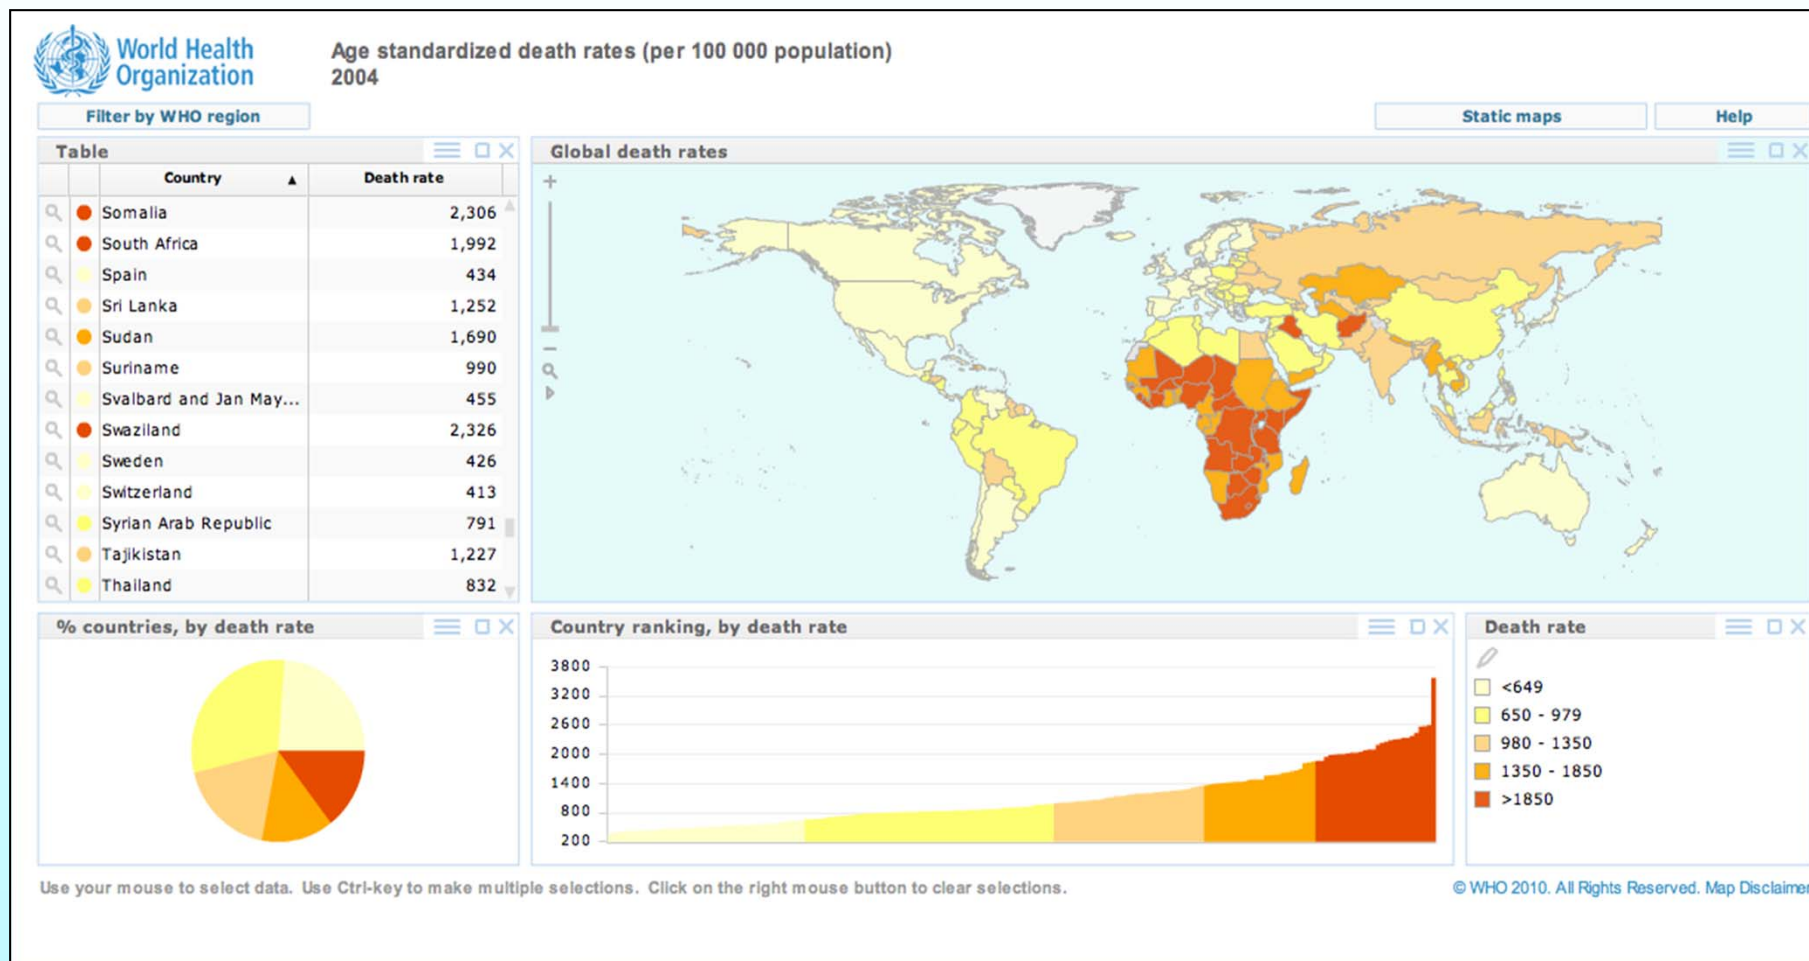 World Health
Organization
Age standardized death rates (per 100 000 population)
2004
Filter by WHO region
Static maps
Help
Table
Country ▲ Death rate
Somalia 2,306
South Africa 1,992
Spain 434
Sri Lanka 1,252
Sudan 1,690
Suriname 990
Svalbard and Jan May... 455
Swaziland 2,326
Sweden 426
Switzerland 413
Syrian Arab Republic 791
Tajikistan 1,227
Thailand 832
Global death rates
% countries, by death rate
Country ranking, by death rate
3800
3200
2600
2000
1400
800
200
Death rate
<649
650 - 979
980 - 1350
1350 - 1850
>1850
Use your mouse to select data. Use Ctrl-key to make multiple selections. Click on the right mouse button to clear selections.
© WHO 2010. All Rights Reserved. Map Disclaimer